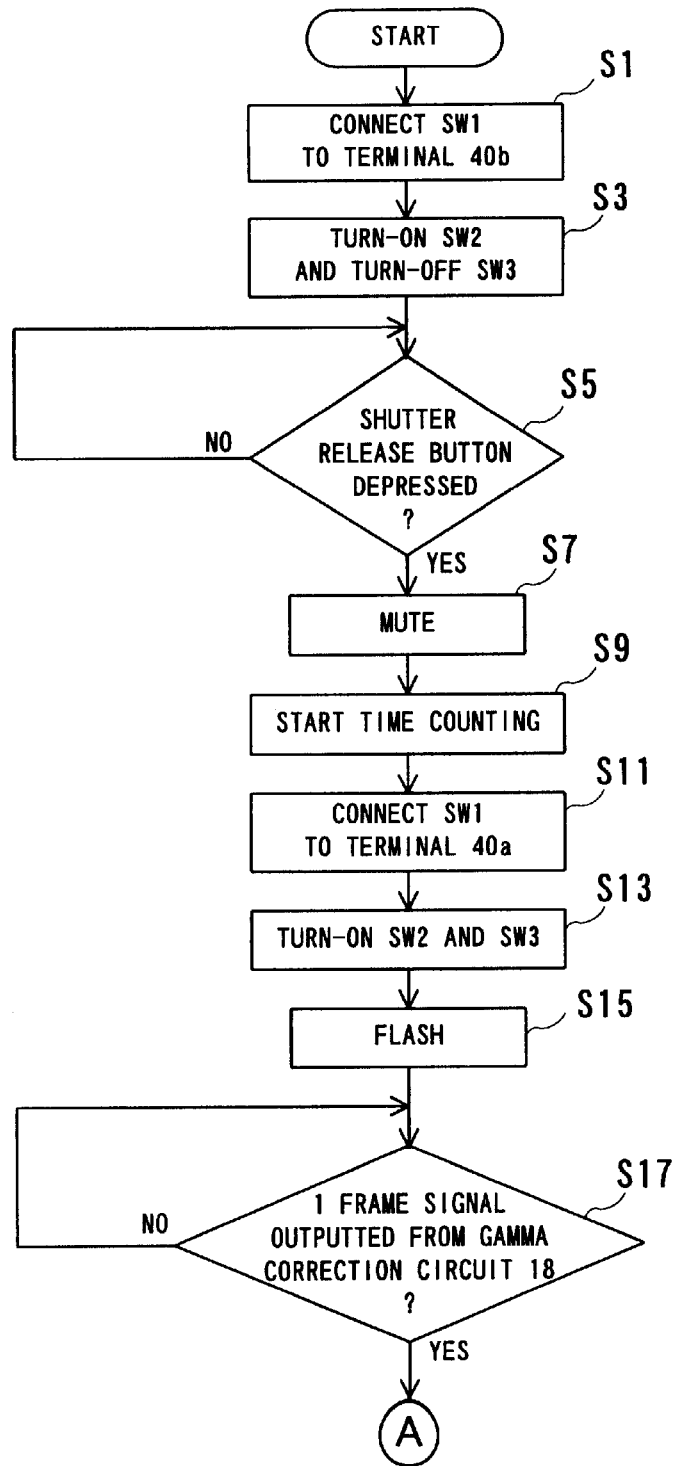 START
S1
CONNECT SW1
TO TERMINAL 40b
S3
TURN-ON SW2
AND TURN-OFF SW3
S5
SHUTTER
RELEASE BUTTON
DEPRESSED
?
NO
YES
S7
MUTE
S9
START TIME COUNTING
S11
CONNECT SW1
TO TERMINAL 40a
S13
TURN-ON SW2 AND SW3
S15
FLASH
S17
1 FRAME SIGNAL
OUTPUTTED FROM GAMMA
CORRECTION CIRCUIT 18
?
NO
YES
A